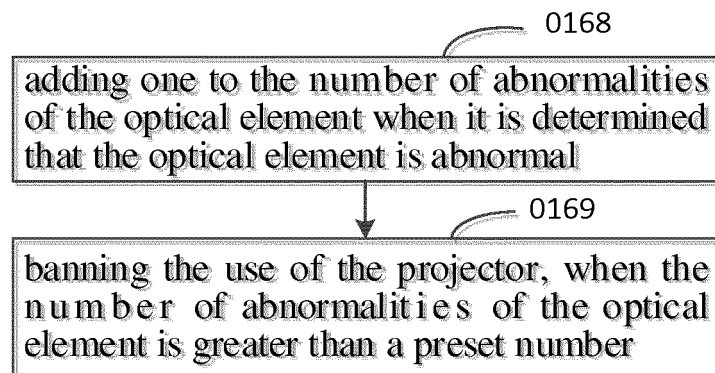 0168
adding one to the number of abnormalities
of the optical element when it is determined
that the optical element is abnormal
0169
banning the use of the projector, when the
number of abnormalities of the optical
element is greater than a preset number